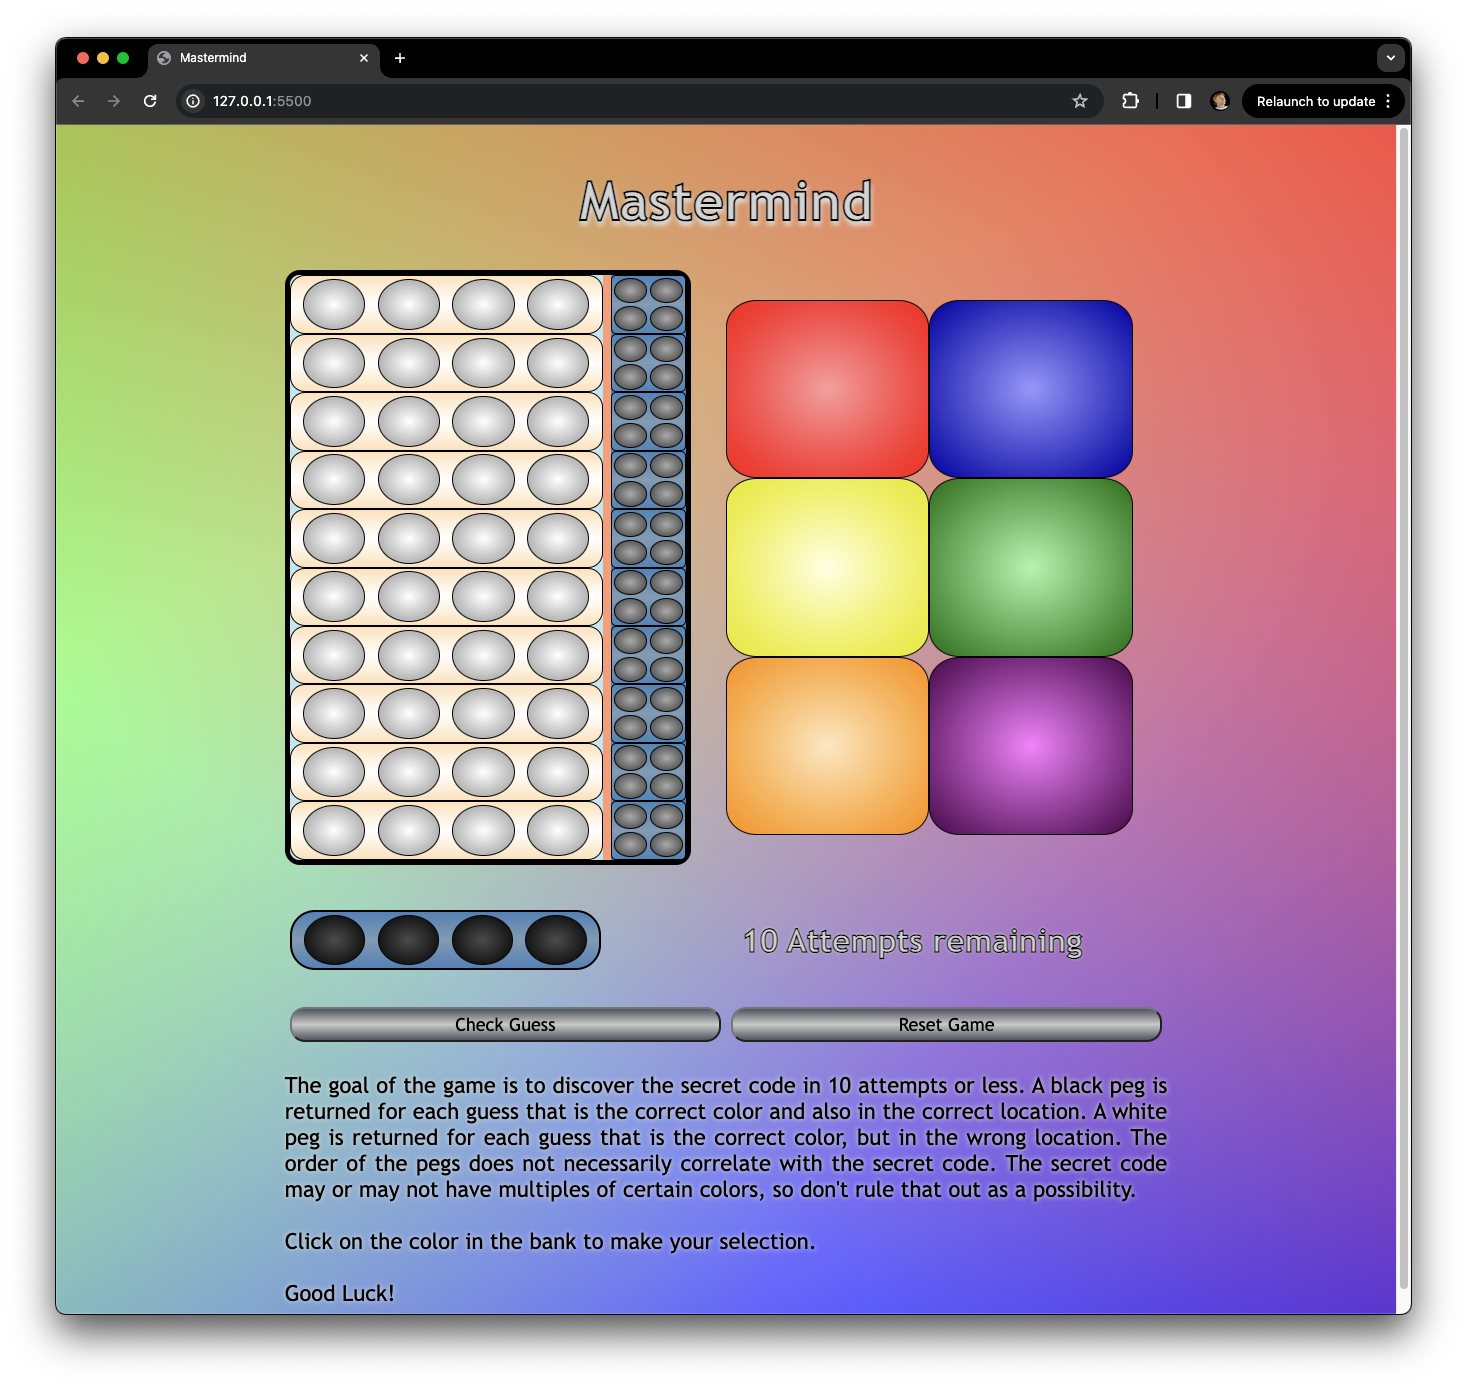 Mastermind
127.0.0.1:5500
Relaunch to update
Mastermind
10 Attempts remaining
Check Guess
Reset Game
The goal of the game is to discover the secret code in 10 attempts or less. A black peg is
returned for each guess that is the correct color and also in the correct location. A white
peg is returned for each guess that is the correct color, but in the wrong location. The
order of the pegs does not necessarily correlate with the secret code. The secret code
may or may not have multiples of certain colors, so don't rule that out as a possibility.
Click on the color in the bank to make your selection.
Good Luck!